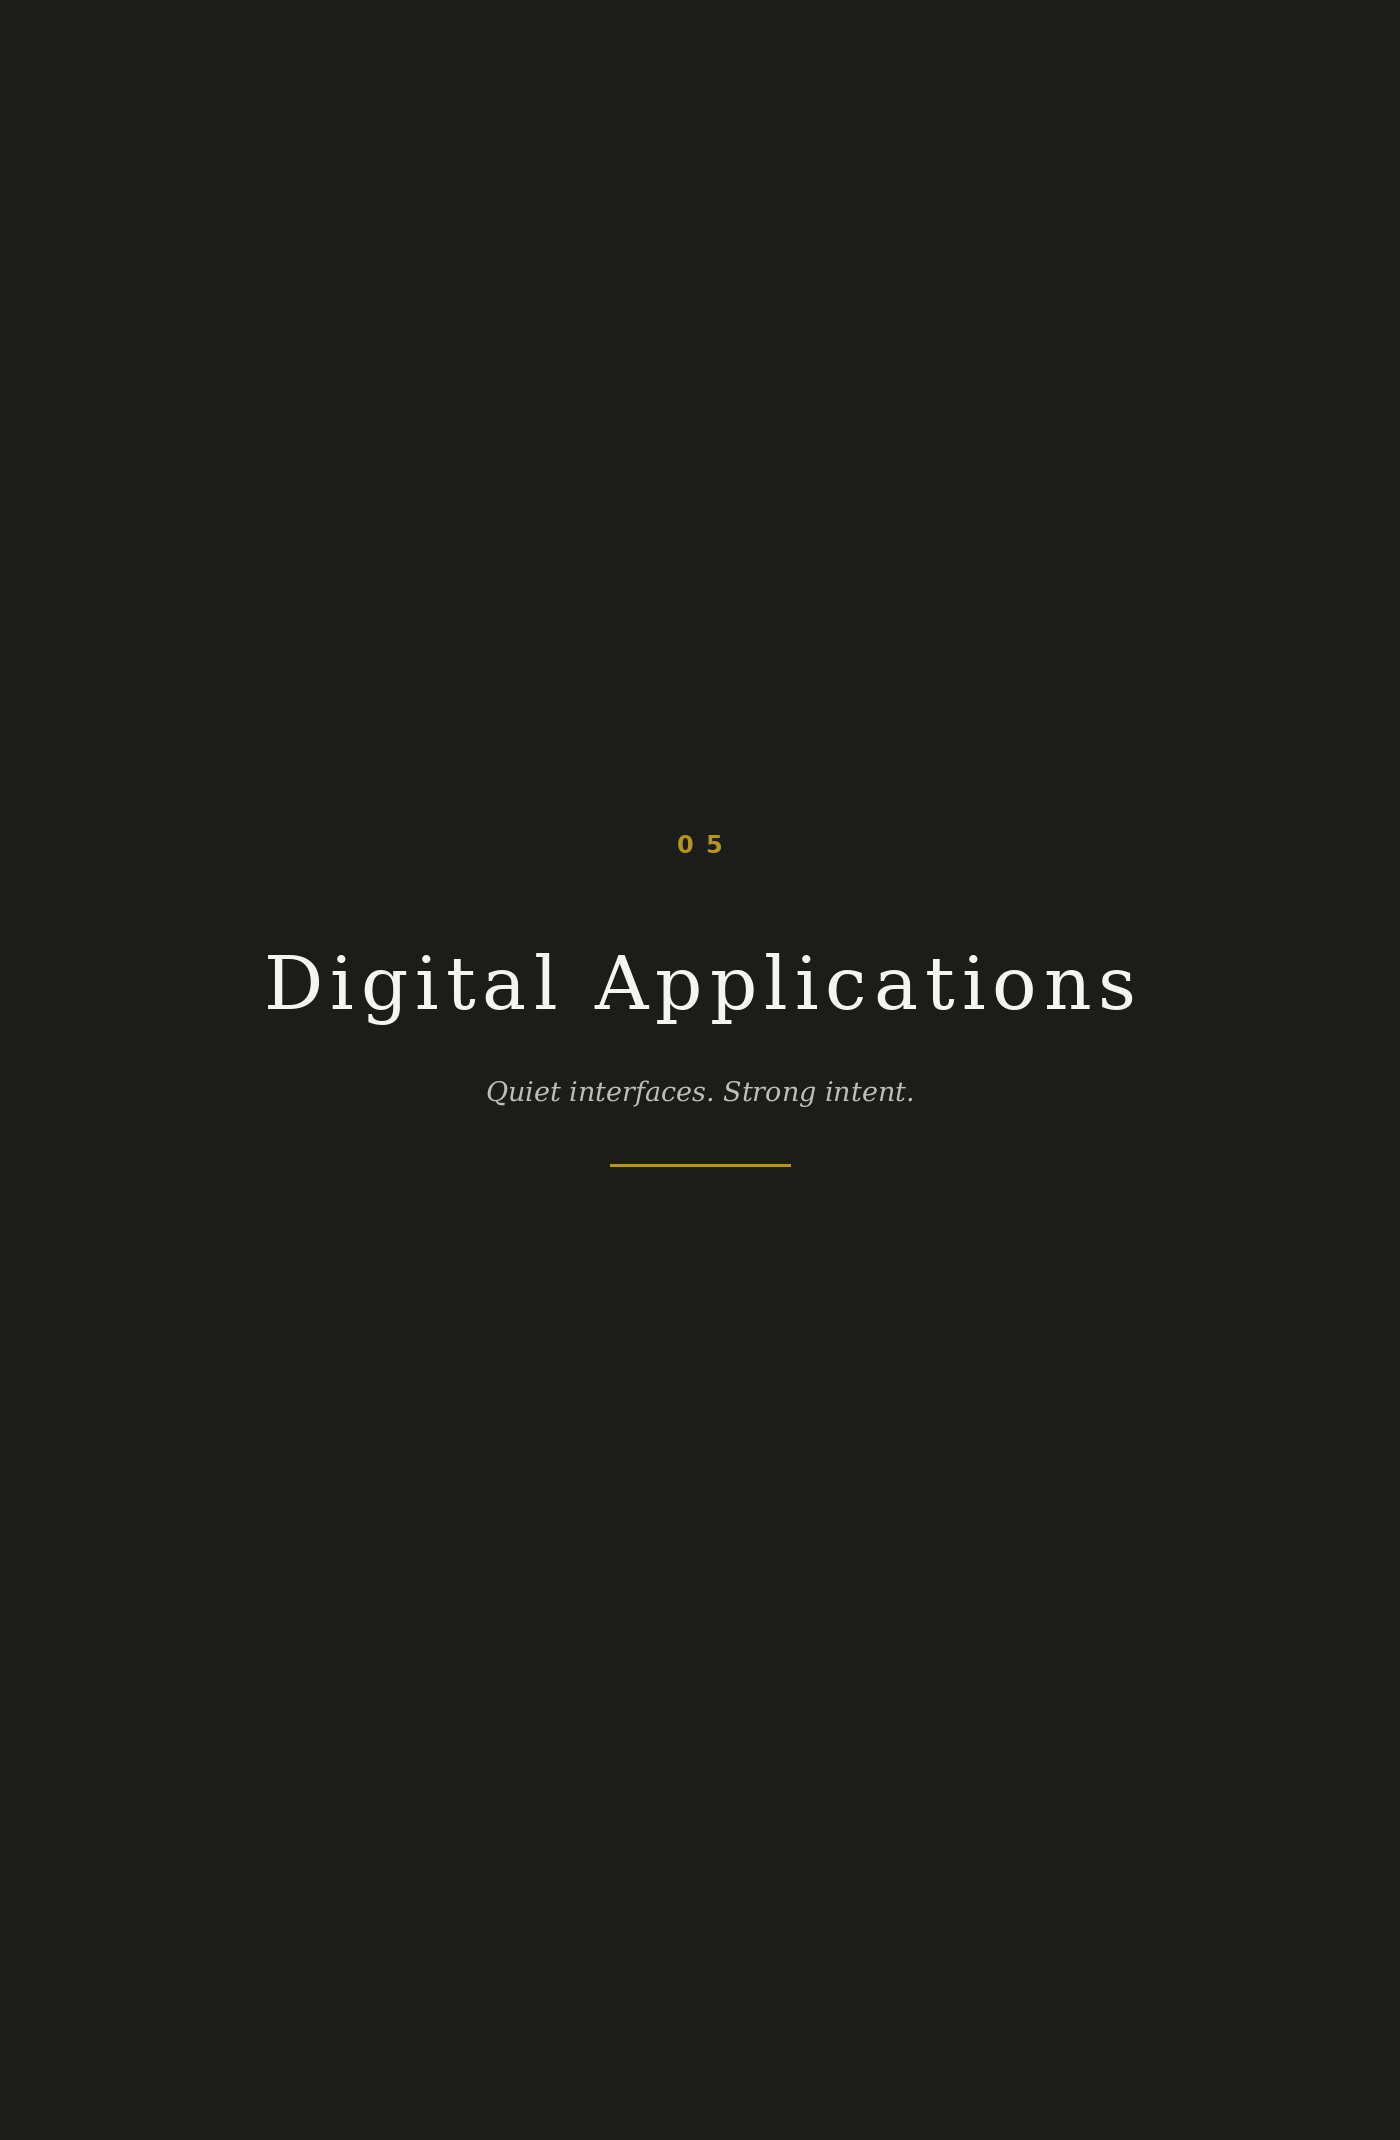 05
Digital Applications
Quiet interfaces. Strong intent.